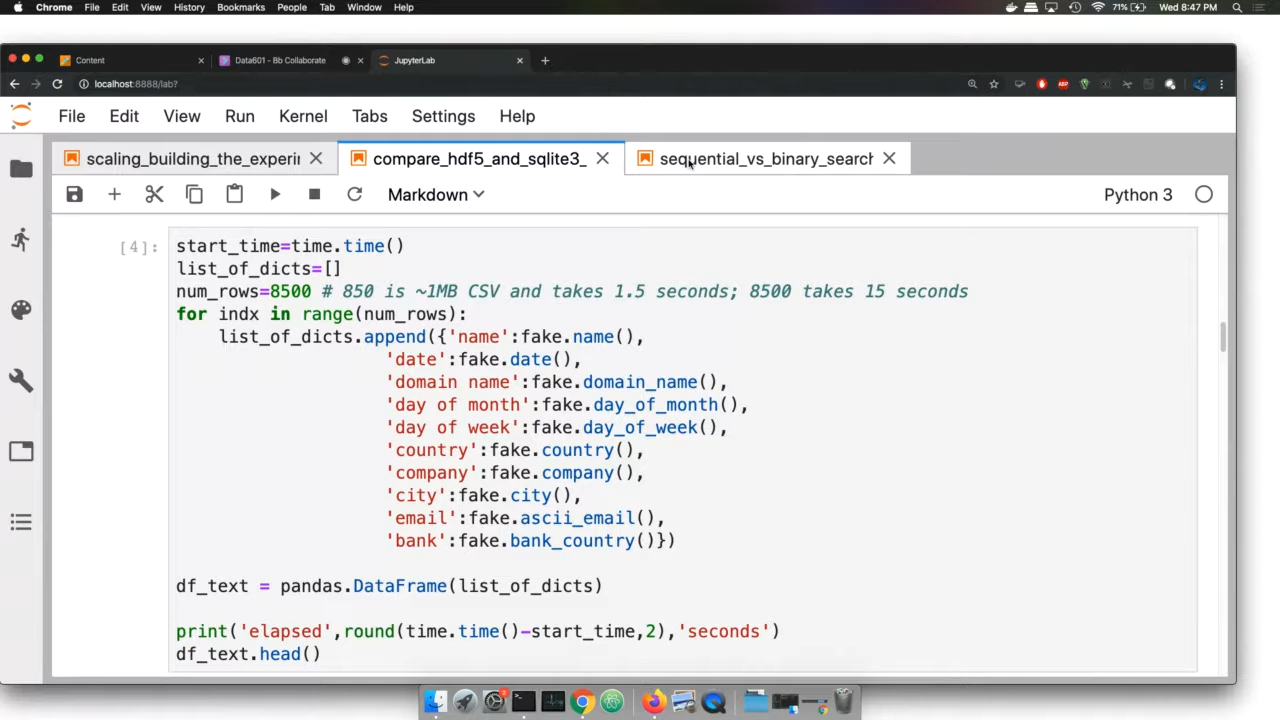 Chrome File Edit View History Bookmarks People Tab Window Help 71% Wed 8:47 PM
Content Data601 - Bb Collaborate JupyterLab
localhost:8888/lab?
File Edit View Run Kernel Tabs Settings Help
scaling_building_the_experi compare_hdf5_and_sqlite3_ sequential_vs_binary_search
Markdown Python 3
[4]: start_time=time.time()
list_of_dicts=[]
num_rows=8500 # 850 is ~1MB CSV and takes 1.5 seconds; 8500 takes 15 seconds
for indx in range(num_rows):
list_of_dicts.append({'name':fake.name(),
'date':fake.date(),
'domain name':fake.domain_name(),
'day of month':fake.day_of_month(),
'day of week':fake.day_of_week(),
'country':fake.country(),
'company':fake.company(),
'city':fake.city(),
'email':fake.ascii_email(),
'bank':fake.bank_country()})
df_text = pandas.DataFrame(list_of_dicts)
print('elapsed',round(time.time()-start_time,2),'seconds')
df_text.head()